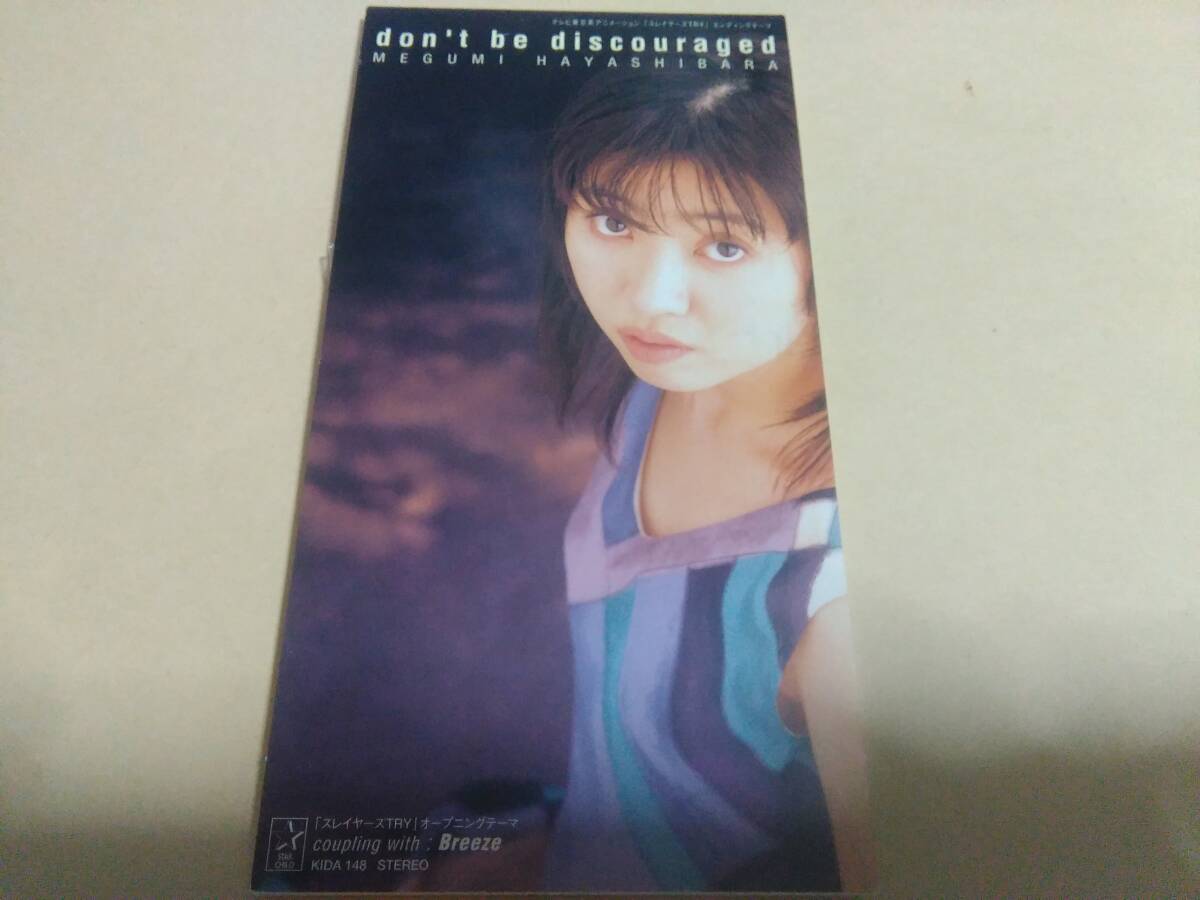 テレビ東京系アニメーション「スレイヤーズTRY」エンディングテーマ
don't be discouraged
MEGUMI HAYASHIBARA
「スレイヤーズTRY」オープニングテーマ
coupling with : Breeze
STAR
CHILD
KIDA 148 STEREO